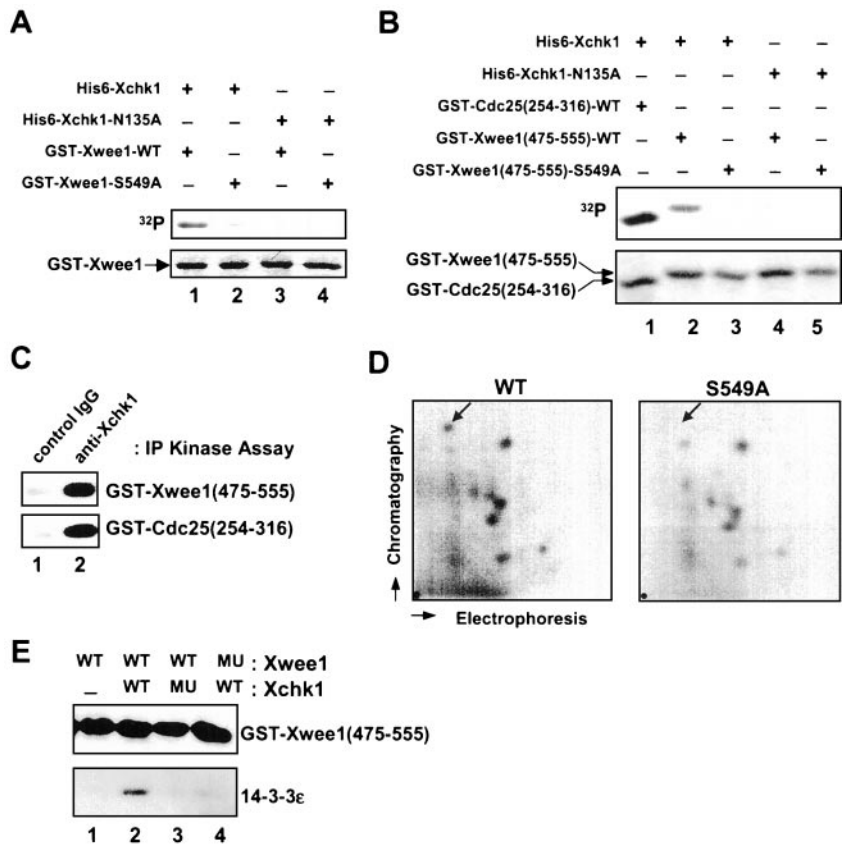 A
His6-Xchk1 + + – –
His6-Xchk1-N135A – – + +
GST-Xwee1-WT + – + –
GST-Xwee1-S549A – + – +
32P
GST-Xwee1
1 2 3 4
B
His6-Xchk1 + + + – –
His6-Xchk1-N135A – – – + +
GST-Cdc25(254-316)-WT + – – – –
GST-Xwee1(475-555)-WT – + – + –
GST-Xwee1(475-555)-S549A – – + – +
32P
GST-Xwee1(475-555)
GST-Cdc25(254-316)
1 2 3 4 5
C
control IgG
anti-Xchk1
: IP Kinase Assay
GST-Xwee1(475-555)
GST-Cdc25(254-316)
1 2
D
WT S549A
Chromatography
Electrophoresis
E
WT WT WT MU : Xwee1
– WT MU WT : Xchk1
GST-Xwee1(475-555)
14-3-3ε
1 2 3 4